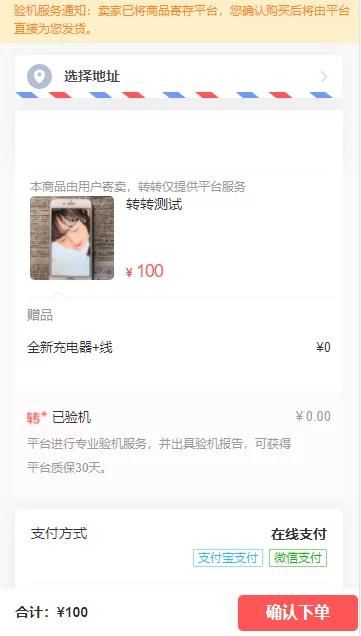 验机服务通知：卖家已将商品寄存平台，您确认购买后将由平台
直接为您发货。
选择地址
本商品由用户寄卖，转转仅提供平台服务
转转测试
¥ 100
赠品
全新充电器+线 ¥0
转+ 已验机 ¥ 0.00
平台进行专业验机服务，并出具验机报告，可获得
平台质保30天。
支付方式 在线支付
支付宝支付 微信支付
合计：¥100 确认下单